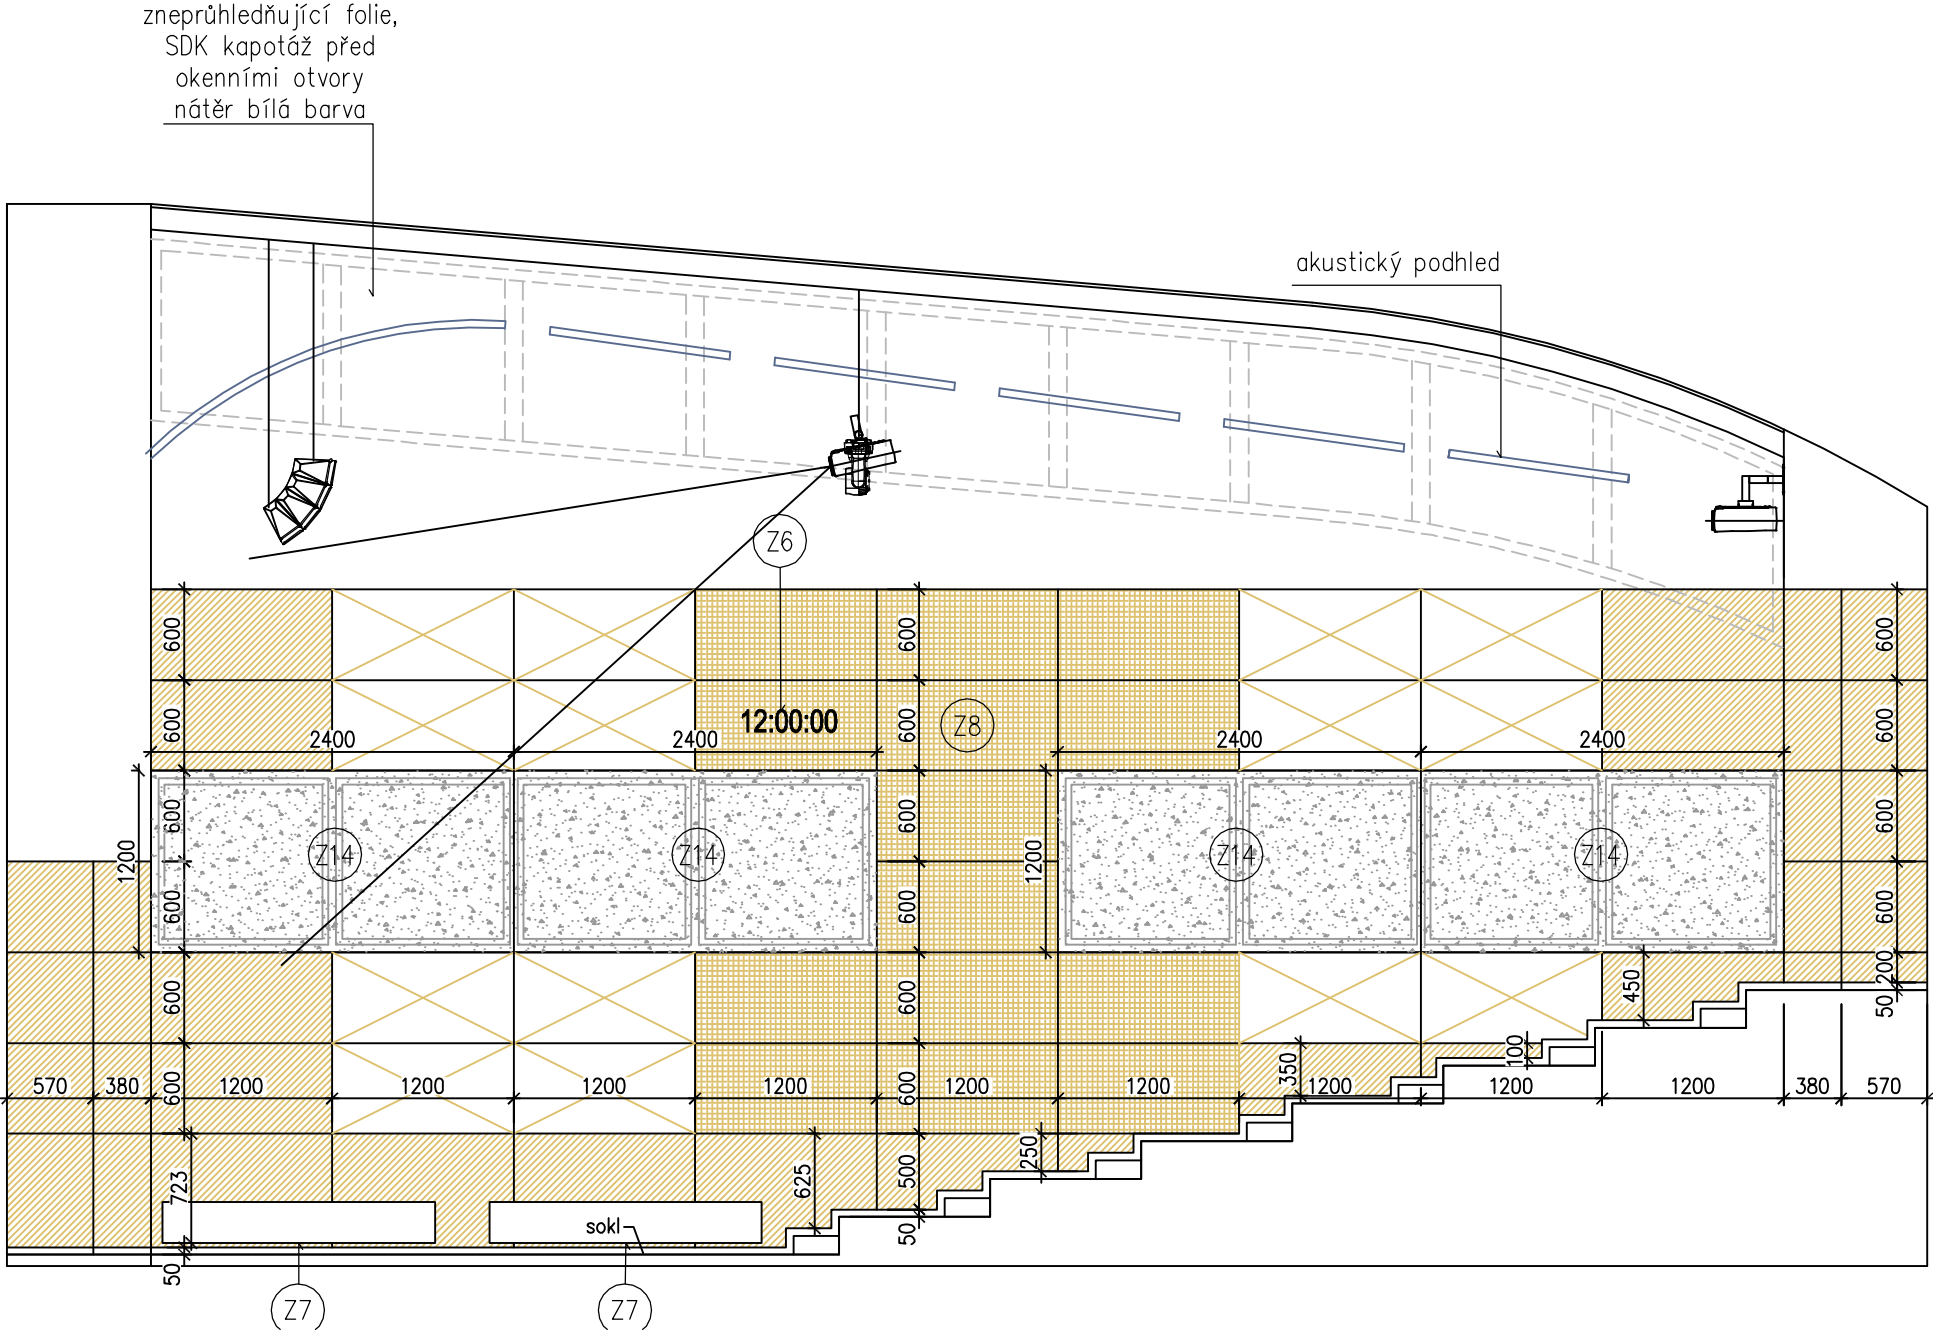 zneprůhledňující folie,
SDK kapotáž před
okenními otvory
nátěr bílá barva
akustický podhled
Z6
600 600 600
600 600 600
12:00:00
Z8
2400 2400 2400 2400
600 600 600
1200 1200
Z14 Z14 Z14 Z14
600 600 600
600 600 450 200
50
100
350
570 380 1200 1200 1200 1200 1200 1200 1200 1200 1200 380 570
600 600
723 625 500 250
sokl
50 50
Z7 Z7